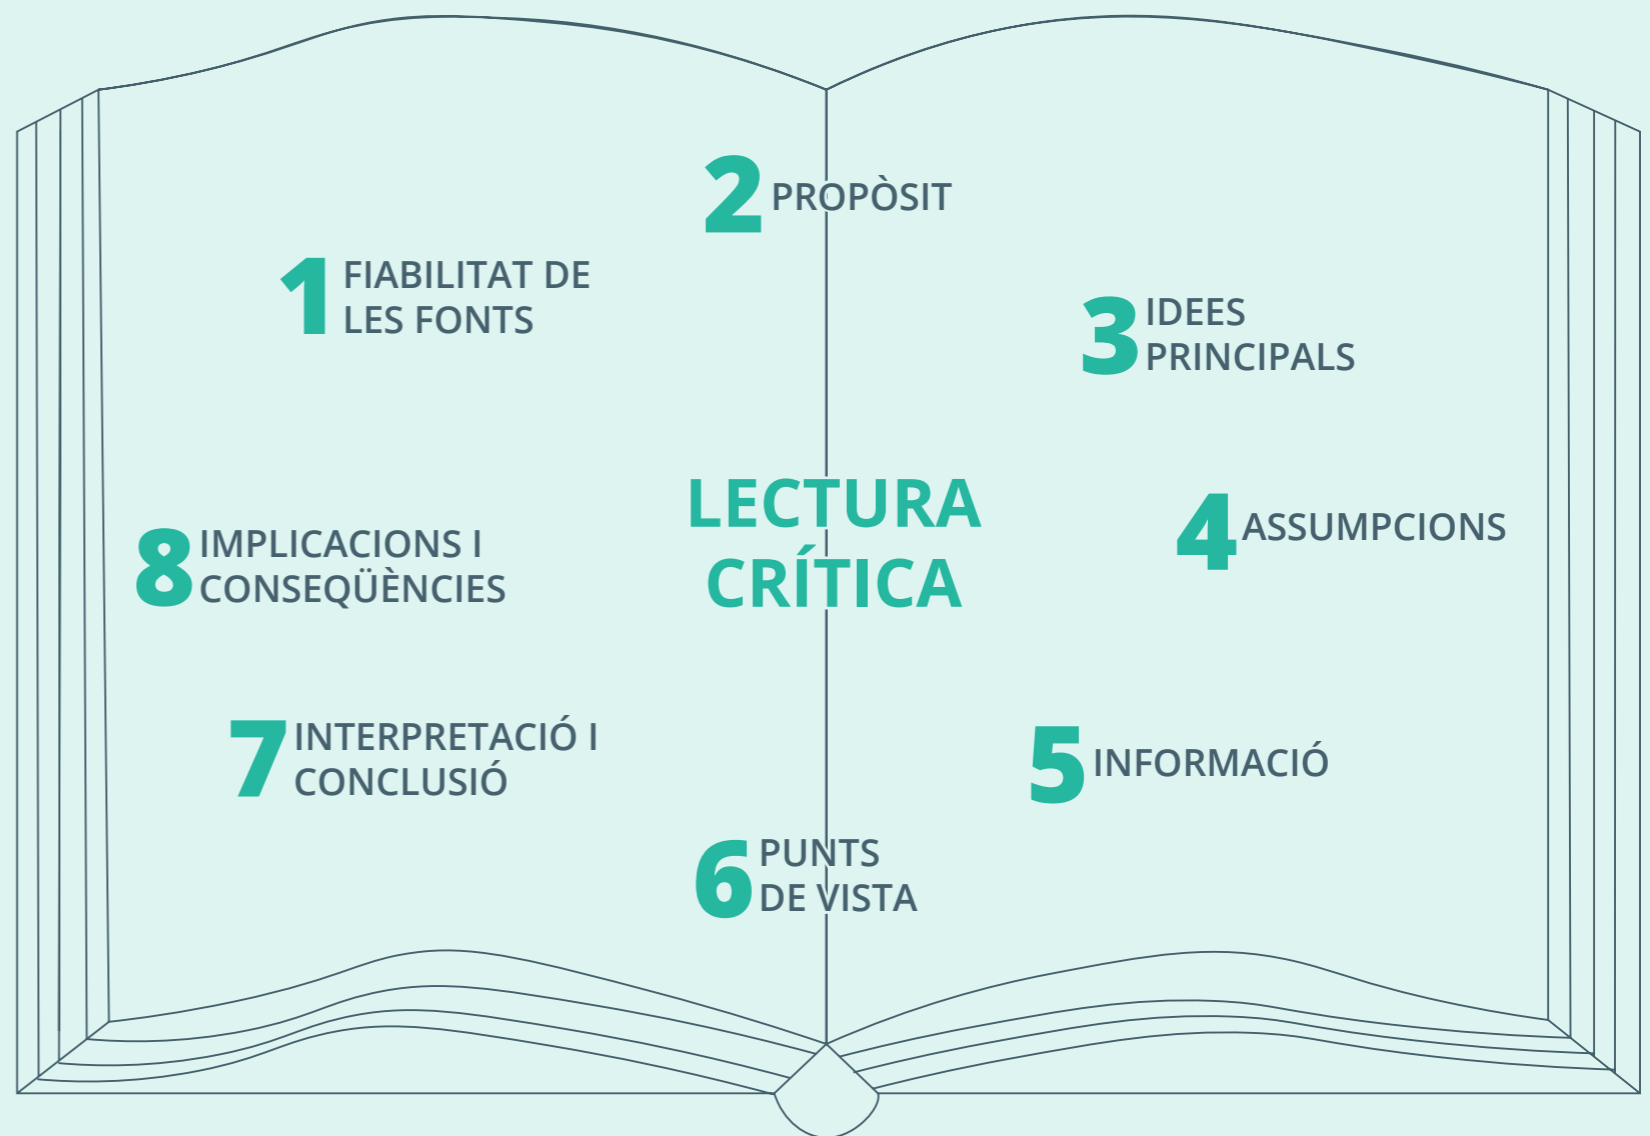 LECTURA
CRÍTICA
1 FIABILITAT DE
LES FONTS
2 PROPÒSIT
3 IDEES
PRINCIPALS
4 ASSUMPCIONS
5 INFORMACIÓ
6 PUNTS
DE VISTA
7 INTERPRETACIÓ I
CONCLUSIÓ
8 IMPLICACIONS I
CONSEQÜÈNCIES